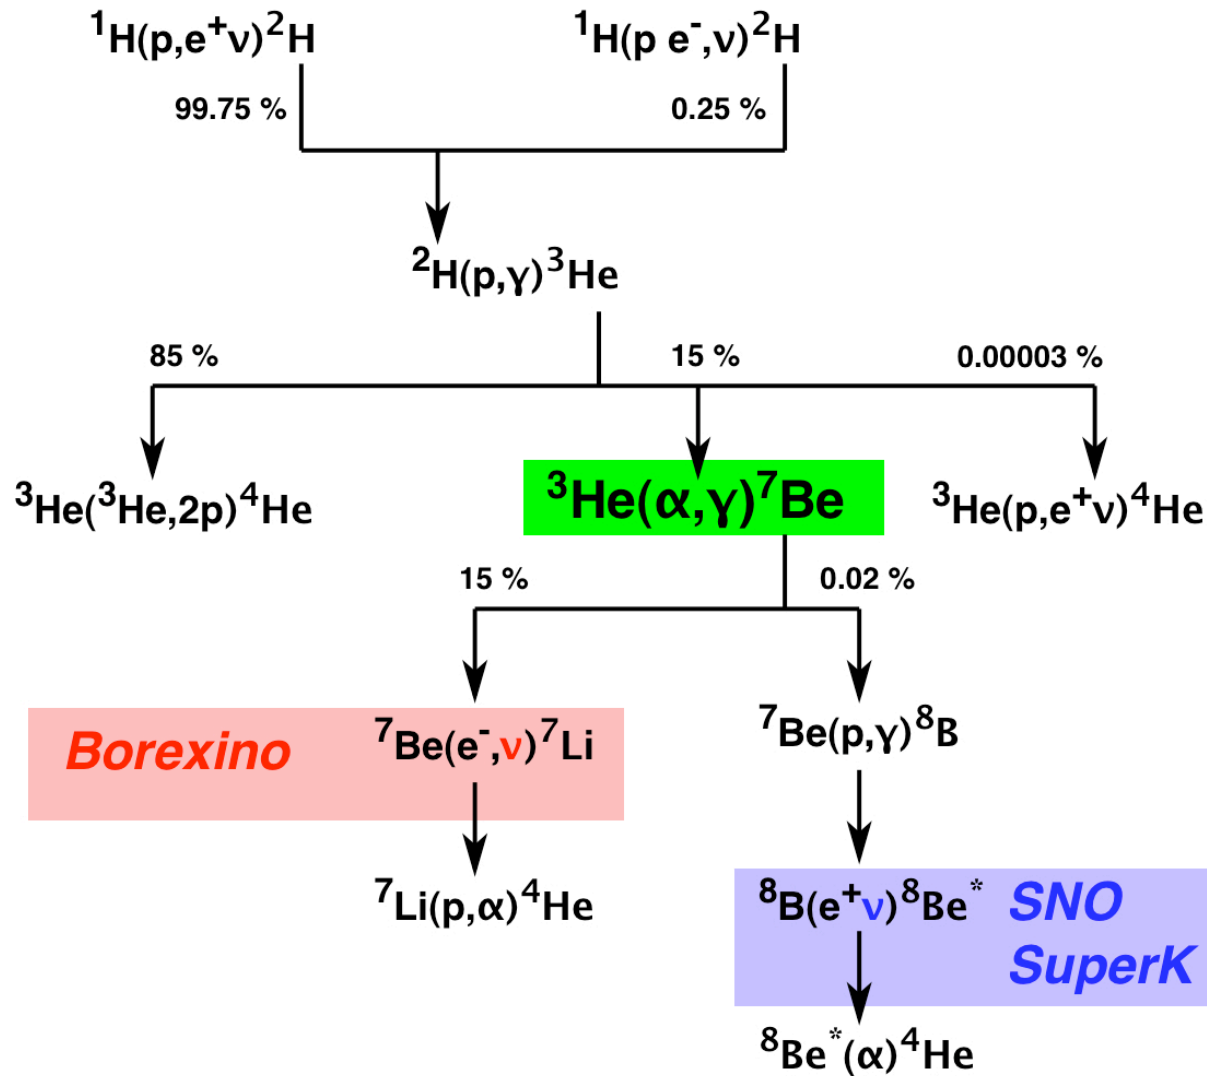 ¹H(p,e⁺ν)²H
¹H(p e⁻,ν)²H
99.75 %
0.25 %
²H(p,γ)³He
85 %
15 %
0.00003 %
³He(³He,2p)⁴He
³He(α,γ)⁷Be
³He(p,e⁺ν)⁴He
15 %
0.02 %
Borexino
⁷Be(e⁻,ν)⁷Li
⁷Be(p,γ)⁸B
⁷Li(p,α)⁴He
⁸B(e⁺ν)⁸Be*
SNO
SuperK
⁸Be*(α)⁴He